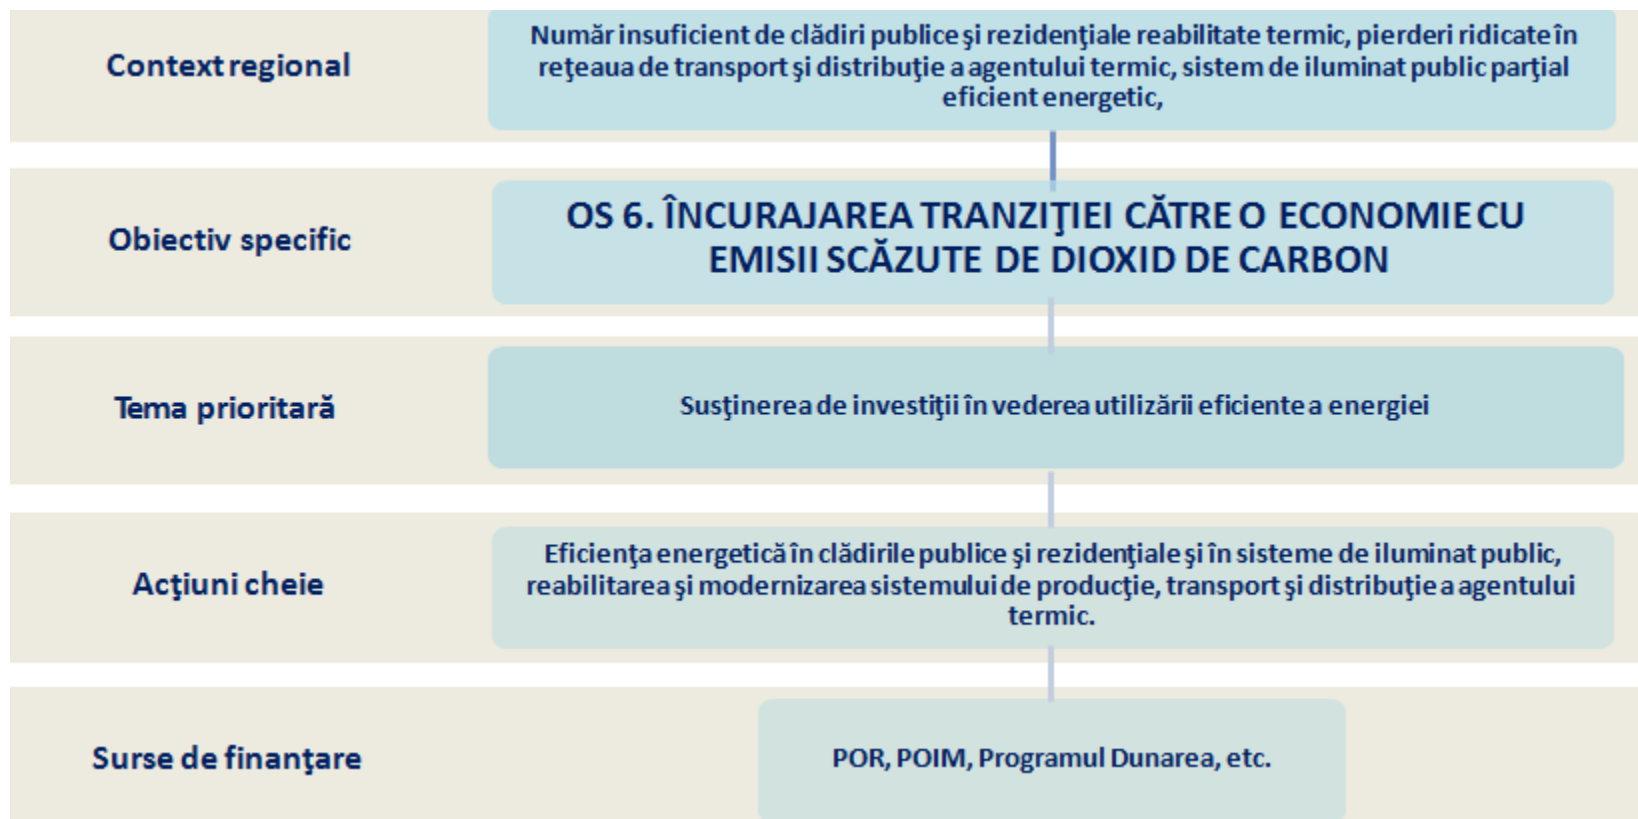 Context regional
Număr insuficient de clădiri publice şi rezidenţiale reabilitate termic, pierderi ridicate în
reţeaua de transport şi distribuţie a agentului termic, sistem de iluminat public parţial
eficient energetic,
Obiectiv specific
OS 6. ÎNCURAJAREA TRANZIŢIEI CĂTRE O ECONOMIE CU
EMISII SCĂZUTE DE DIOXID DE CARBON
Tema prioritară
Susţinerea de investiţii în vederea utilizării eficiente a energiei
Acţiuni cheie
Eficienţa energetică în clădirile publice şi rezidenţiale şi în sisteme de iluminat public,
reabilitarea şi modernizarea sistemului de producţie, transport şi distribuţie a agentului
termic.
Surse de finanţare
POR, POIM, Programul Dunarea, etc.